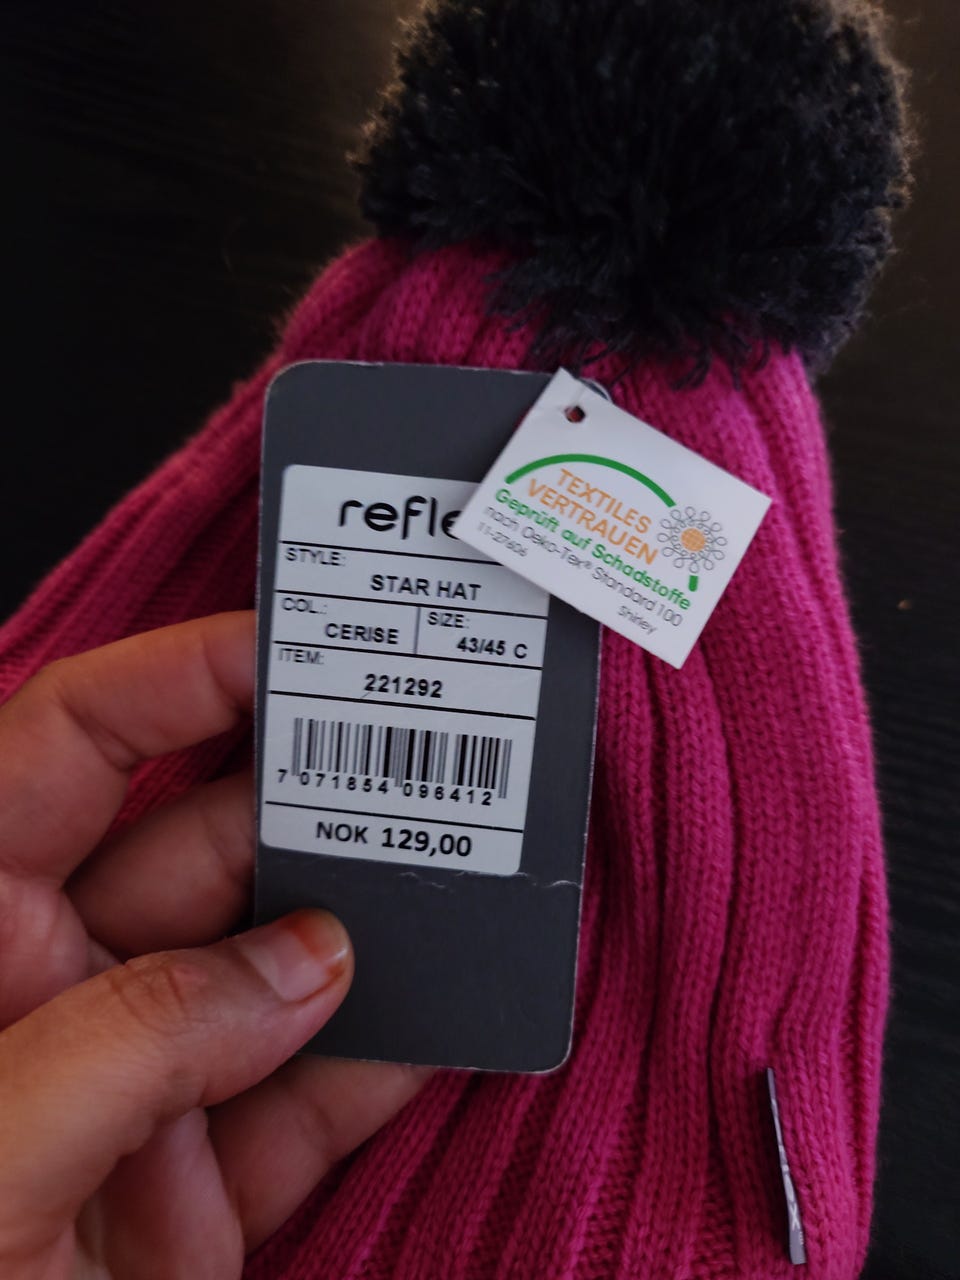 refle
STYLE:
STAR HAT
COL.:
CERISE
SIZE:
43/45 C
ITEM:
221292
7 071854 096412
NOK 129,00
TEXTILES
VERTRAUEN
Geprüft auf Schadstoffe
nach Oeko-Tex® Standard 100
11-27606
Shirley